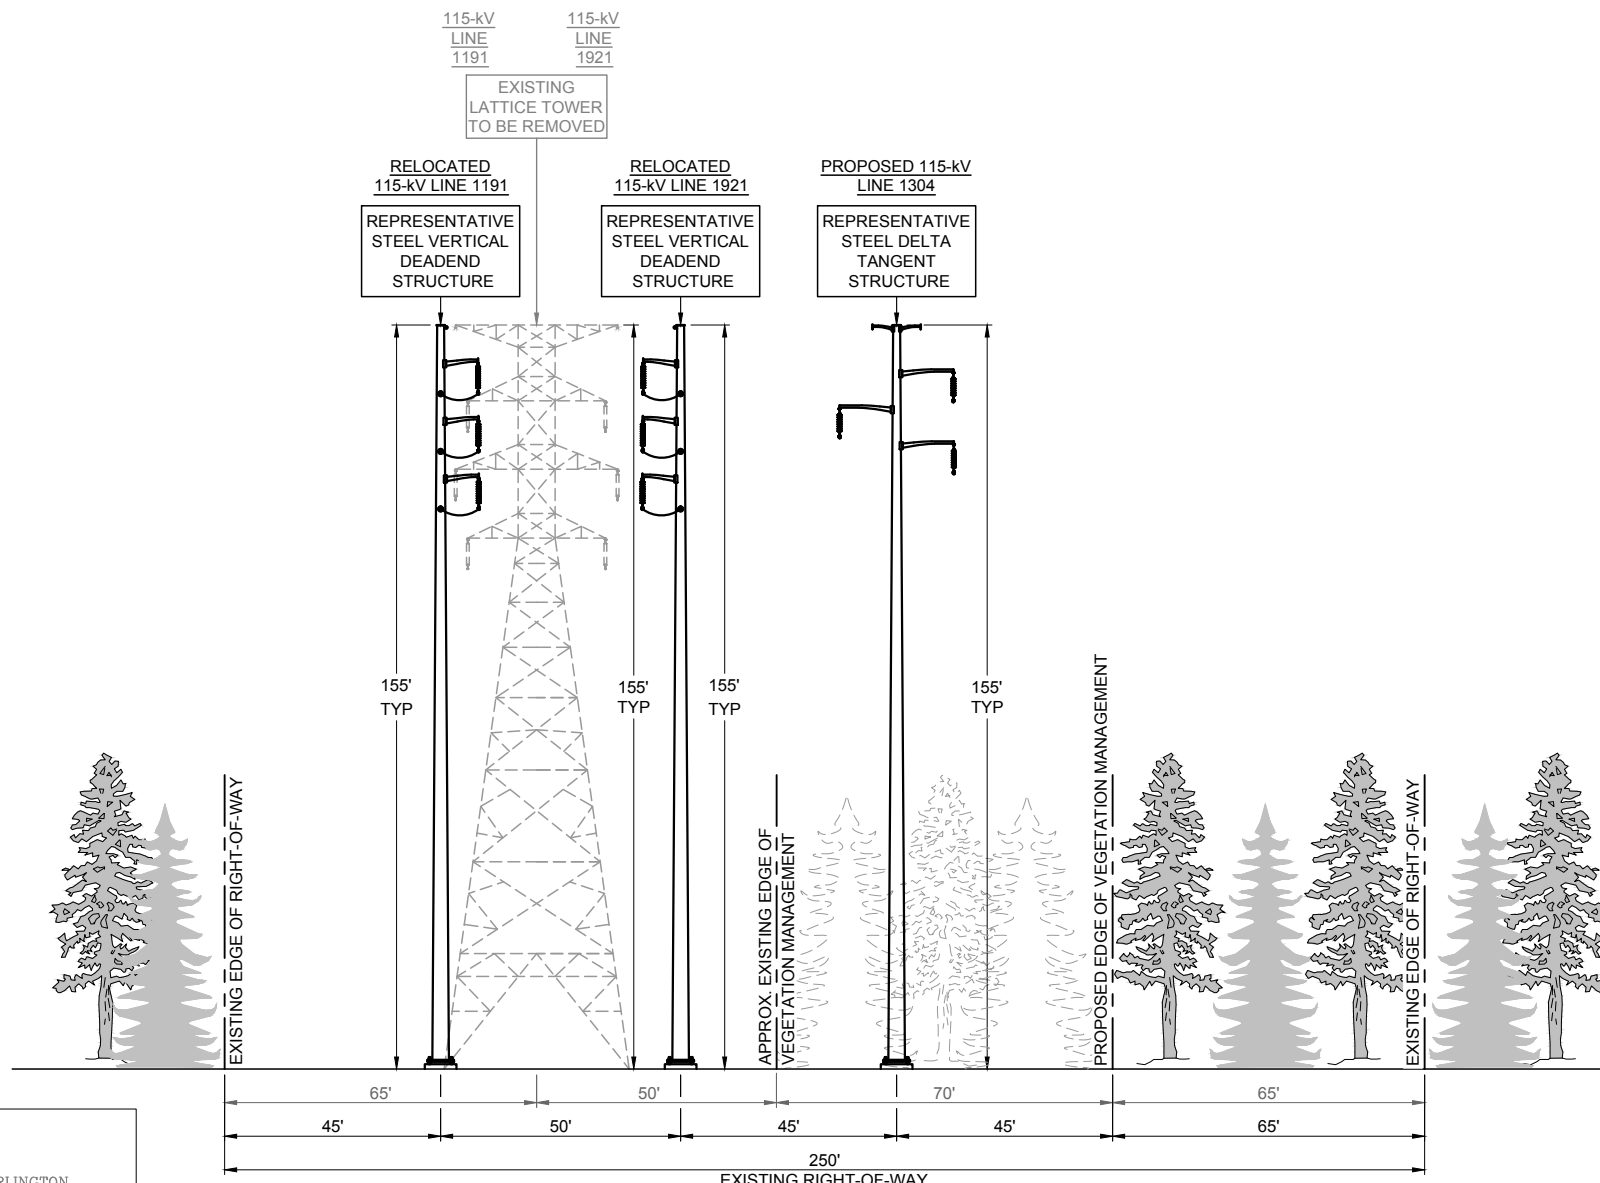 115-kV
LINE
1191
115-kV
LINE
1921
EXISTING
LATTICE TOWER
TO BE REMOVED
RELOCATED
115-kV LINE 1191
RELOCATED
115-kV LINE 1921
PROPOSED 115-kV
LINE 1304
REPRESENTATIVE
STEEL VERTICAL
DEADEND
STRUCTURE
REPRESENTATIVE
STEEL VERTICAL
DEADEND
STRUCTURE
REPRESENTATIVE
STEEL DELTA
TANGENT
STRUCTURE
155'
TYP
155'
TYP
155'
TYP
155'
TYP
EXISTING EDGE OF RIGHT-OF-WAY
APPROX. EXISTING EDGE OF
VEGETATION MANAGEMENT
PROPOSED EDGE OF VEGETATION MANAGEMENT
EXISTING EDGE OF RIGHT-OF-WAY
65' 50' 70' 65'
45' 50' 45' 45' 65'
250'
EXISTING RIGHT-OF-WAY